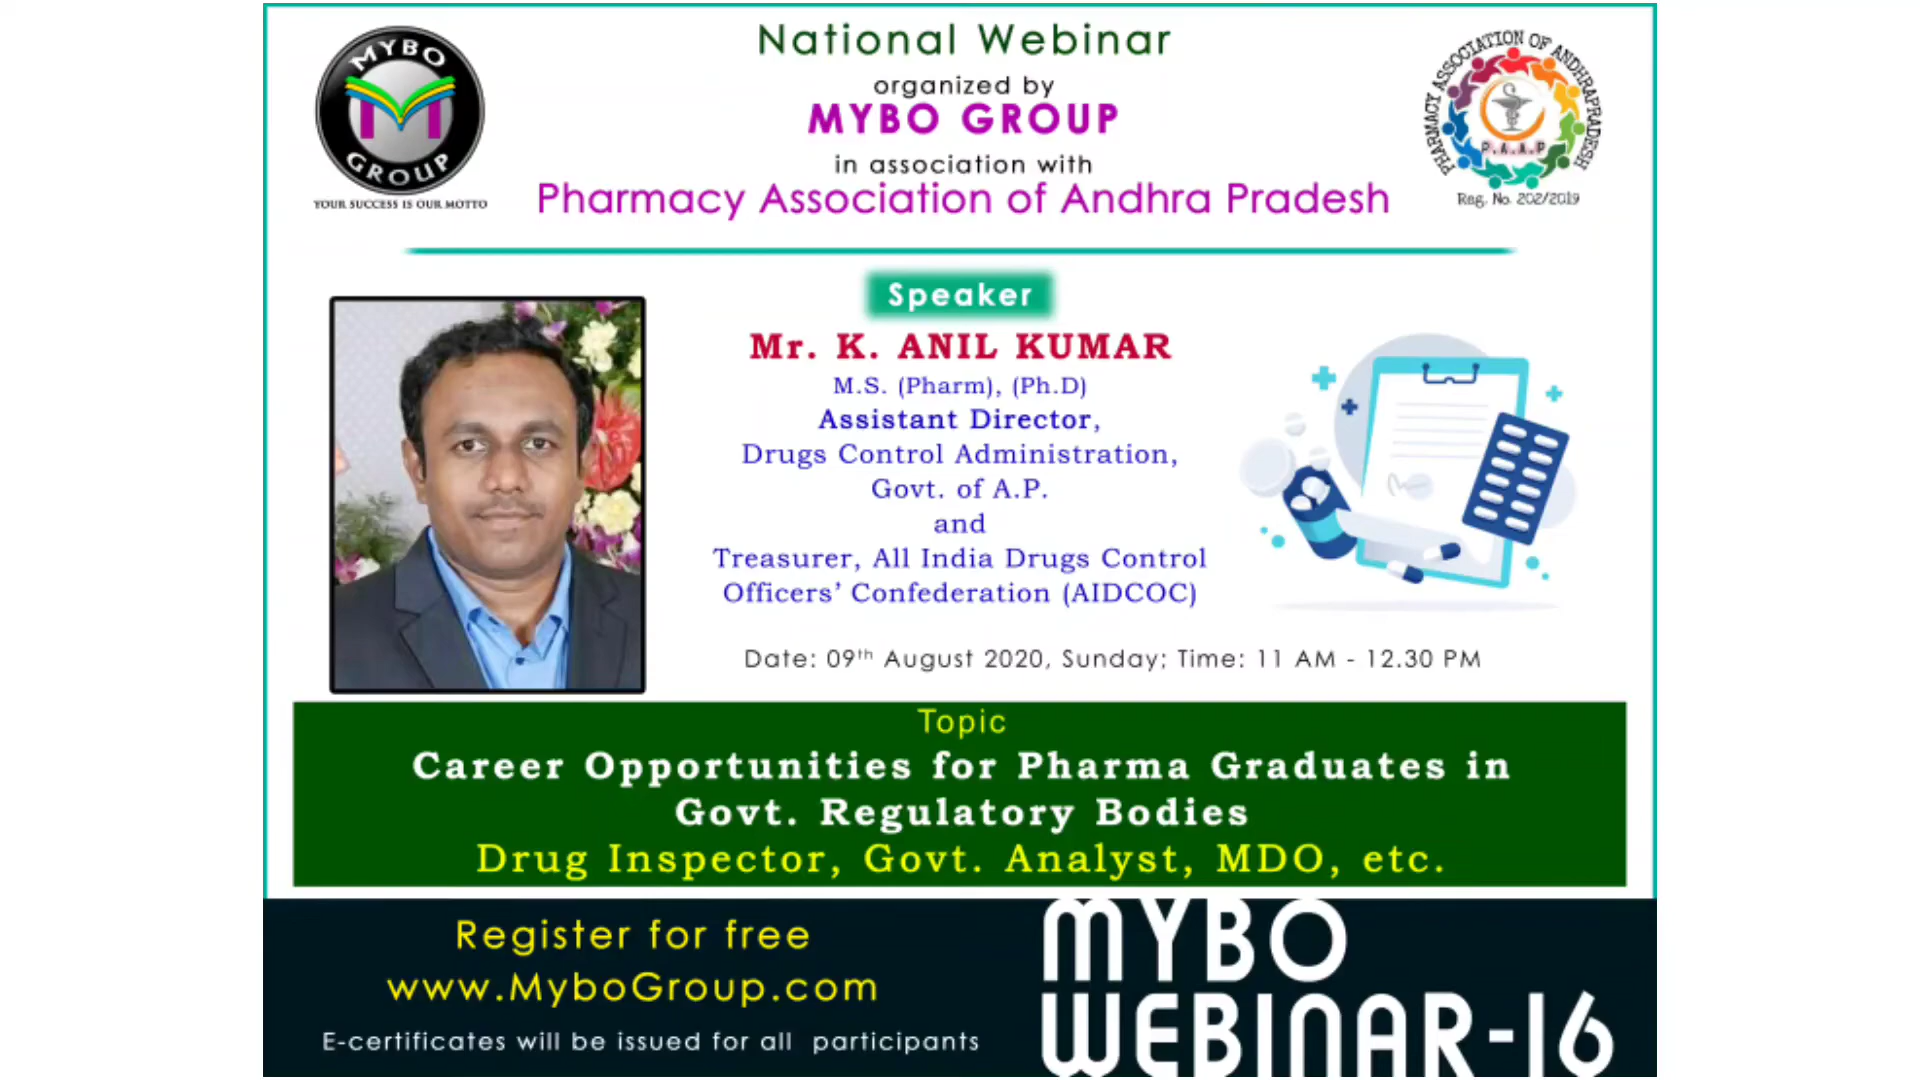 MYBO
GROUP
YOUR SUCCESS IS OUR MOTTO
National Webinar
organized by
MYBO GROUP
in association with
Pharmacy Association of Andhra Pradesh
PHARMACY ASSOCIATION OF ANDHRAPRADESH
P.A.A.P
Reg. No. 202/2019
Speaker
Mr. K. ANIL KUMAR
M.S. (Pharm), (Ph.D)
Assistant Director,
Drugs Control Administration,
Govt. of A.P.
and
Treasurer, All India Drugs Control
Officers’ Confederation (AIDCOC)
Date: 09th August 2020, Sunday; Time: 11 AM - 12.30 PM
Topic
Career Opportunities for Pharma Graduates in
Govt. Regulatory Bodies
Drug Inspector, Govt. Analyst, MDO, etc.
Register for free
www.MyboGroup.com
E-certificates will be issued for all participants
MYBO
WEBINAR-16